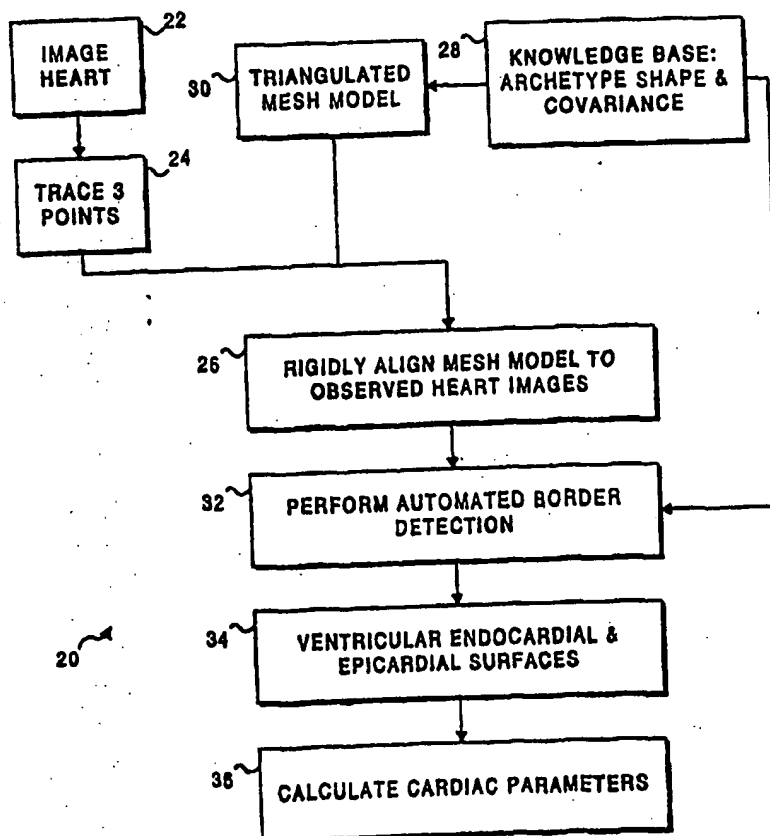 22
IMAGE
HEART
24
TRACE 3
POINTS
30
TRIANGULATED
MESH MODEL
28
KNOWLEDGE BASE:
ARCHETYPE SHAPE &
COVARIANCE
26
RIGIDLY ALIGN MESH MODEL TO
OBSERVED HEART IMAGES
32
PERFORM AUTOMATED BORDER
DETECTION
20
34
VENTRICULAR ENDOCARDIAL &
EPICARDIAL SURFACES
36
CALCULATE CARDIAC PARAMETERS